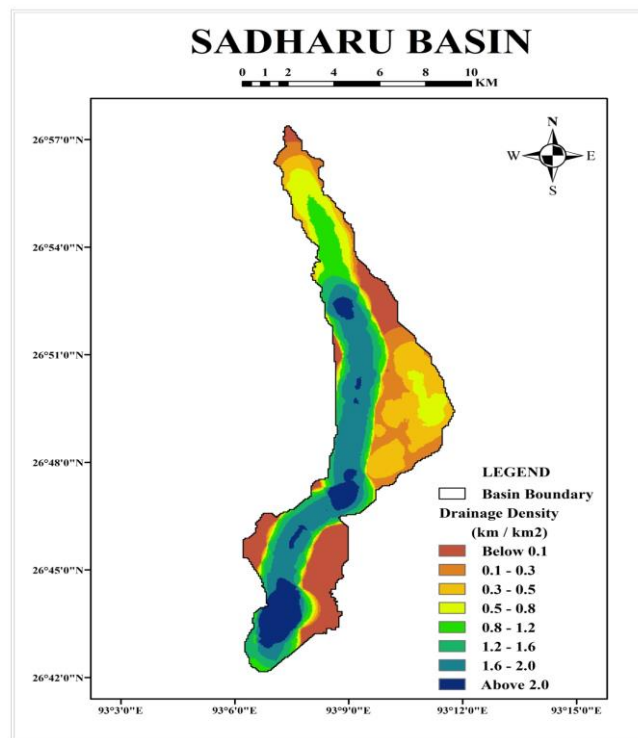 SADHARU BASIN
0 1 2 4 6 8 10
KM
N
W E
S
26°57'0"N
26°54'0"N
26°51'0"N
26°48'0"N
26°45'0"N
26°42'0"N
LEGEND
Basin Boundary
Drainage Density
(km / km2)
Below 0.1
0.1 - 0.3
0.3 - 0.5
0.5 - 0.8
0.8 - 1.2
1.2 - 1.6
1.6 - 2.0
Above 2.0
93°3'0"E 93°6'0"E 93°9'0"E 93°12'0"E 93°15'0"E